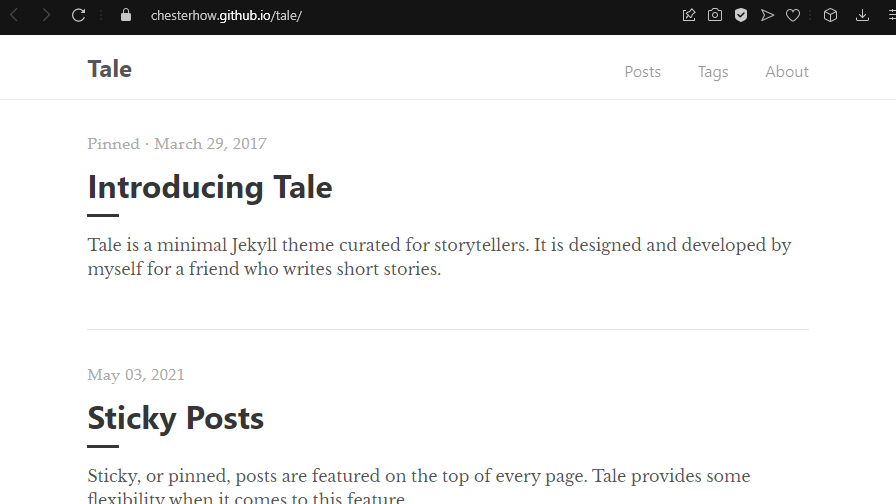 chesterhow.github.io/tale/
Tale
Posts Tags About
Pinned · March 29, 2017
Introducing Tale
Tale is a minimal Jekyll theme curated for storytellers. It is designed and developed by
myself for a friend who writes short stories.
May 03, 2021
Sticky Posts
Sticky, or pinned, posts are featured on the top of every page. Tale provides some
flexibility when it comes to this feature